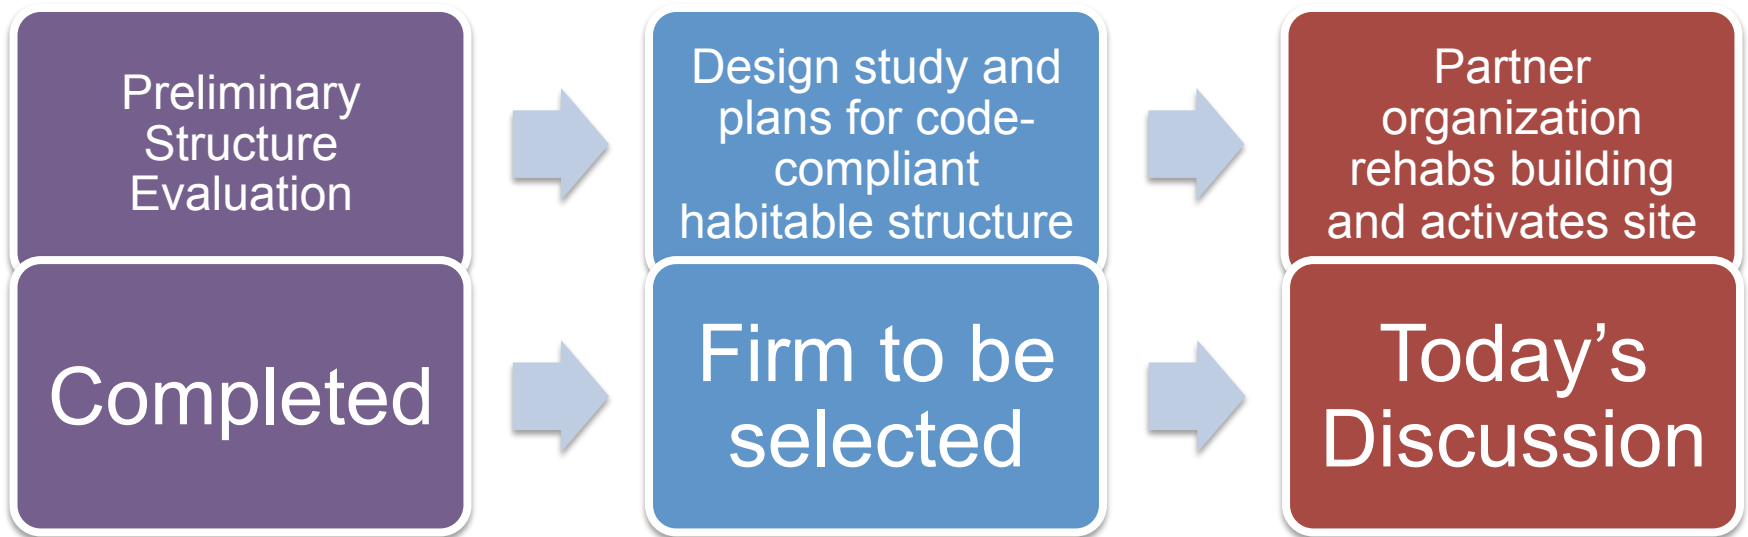 Preliminary
Structure
Evaluation
Design study and
plans for code-
compliant
habitable structure
Partner
organization
rehabs building
and activates site
Completed
Firm to be
selected
Today’s
Discussion